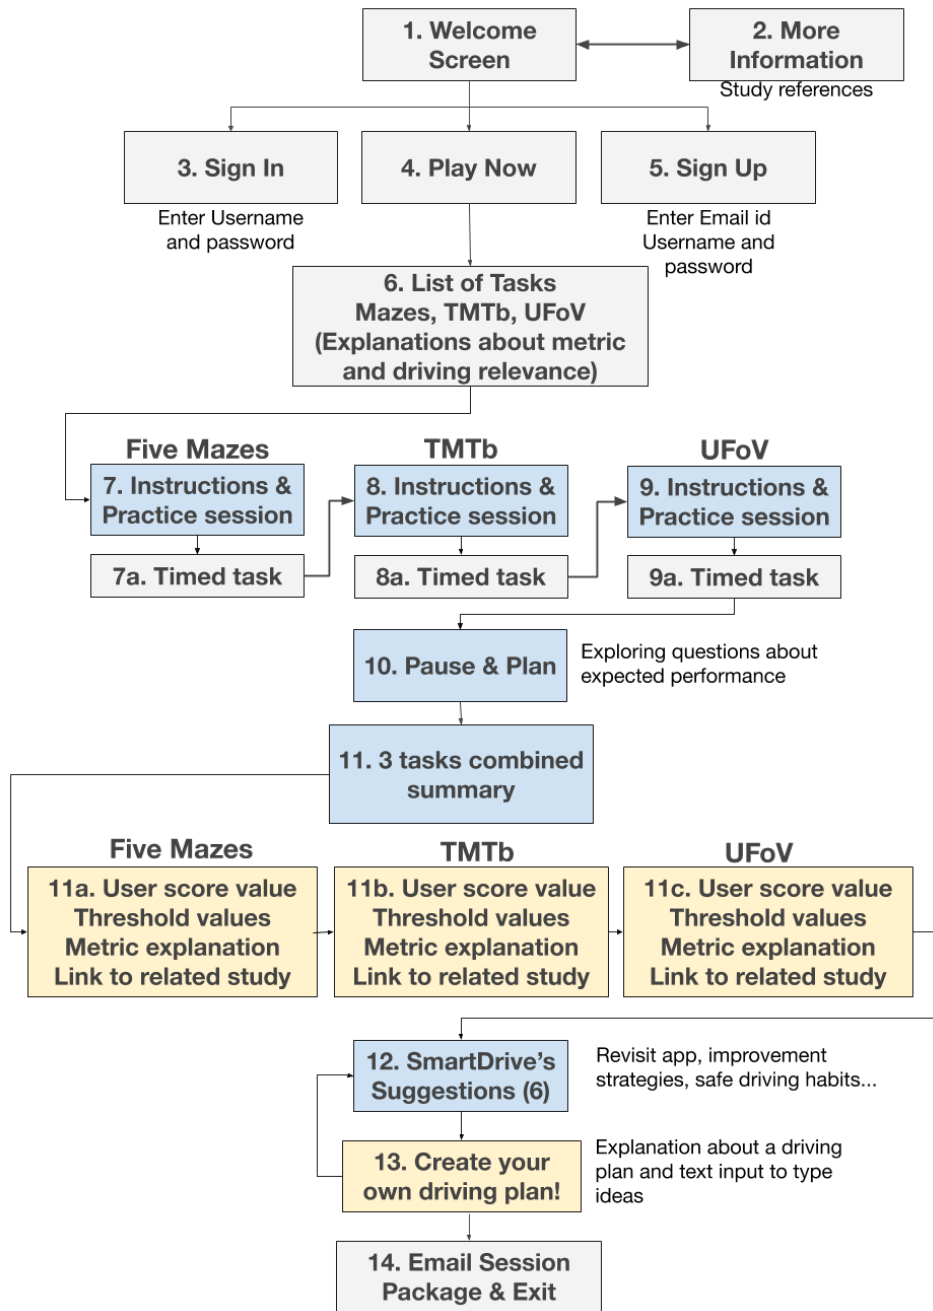 1. Welcome
Screen
2. More
Information
Study references
3. Sign In
Enter Username
and password
4. Play Now
5. Sign Up
Enter Email id
Username and
password
6. List of Tasks
Mazes, TMTb, UFoV
(Explanations about metric
and driving relevance)
Five Mazes
7. Instructions &
Practice session
7a. Timed task
TMTb
8. Instructions &
Practice session
8a. Timed task
UFoV
9. Instructions &
Practice session
9a. Timed task
10. Pause & Plan
Exploring questions about
expected performance
11. 3 tasks combined
summary
Five Mazes
11a. User score value
Threshold values
Metric explanation
Link to related study
TMTb
11b. User score value
Threshold values
Metric explanation
Link to related study
UFoV
11c. User score value
Threshold values
Metric explanation
Link to related study
12. SmartDrive's
Suggestions (6)
Revisit app, improvement
strategies, safe driving habits...
13. Create your
own driving plan!
Explanation about a driving
plan and text input to type
ideas
14. Email Session
Package & Exit